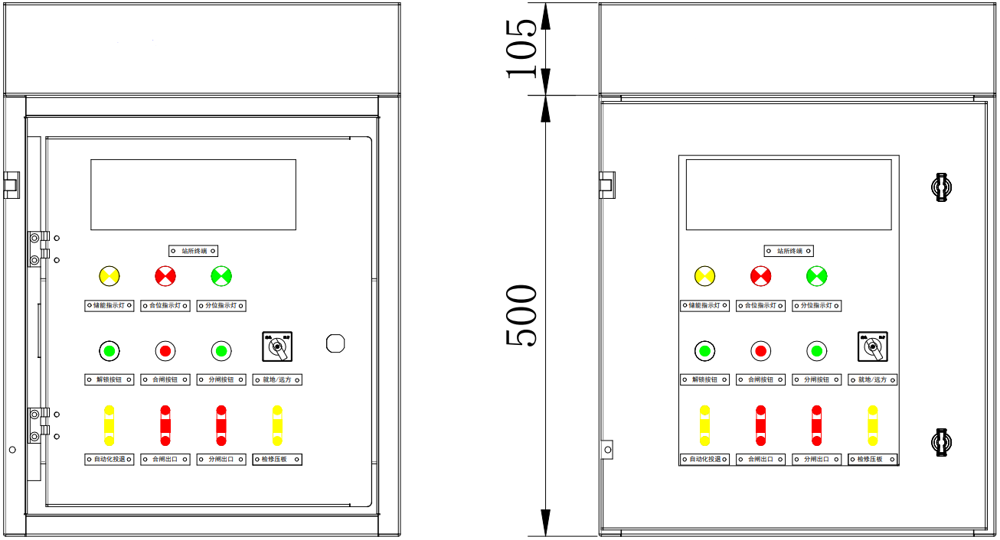 105
500
站所终端
储能指示灯
合位指示灯
分位指示灯
解锁按钮
合闸按钮
分闸按钮
就地/远方
自动化投退
合闸出口
分闸出口
检修压板
站所终端
储能指示灯
合位指示灯
分位指示灯
解锁按钮
合闸按钮
分闸按钮
就地/远方
自动化投退
合闸出口
分闸出口
检修压板